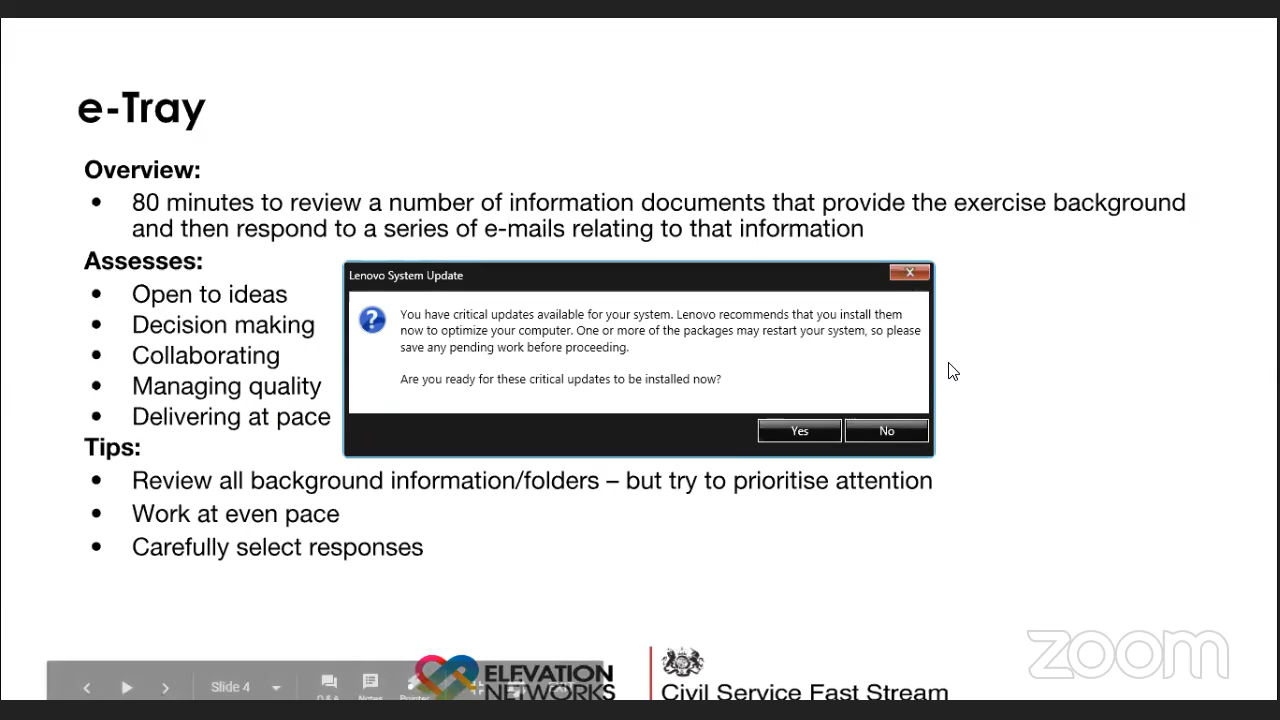 e-Tray
Overview:
• 80 minutes to review a number of information documents that provide the exercise background
and then respond to a series of e-mails relating to that information
Assesses:
• Open to ideas
• Decision making
• Collaborating
• Managing quality
• Delivering at pace
Lenovo System Update
You have critical updates available for your system. Lenovo recommends that you install them
now to optimize your computer. One or more of the packages may restart your system, so please
save any pending work before proceeding.
Are you ready for these critical updates to be installed now?
Yes No
Tips:
• Review all background information/folders – but try to prioritise attention
• Work at even pace
• Carefully select responses
zoom
Slide 4
Q & A Notes Pointer
ELEVATION
NETWORKS
Civil Service Fast Stream